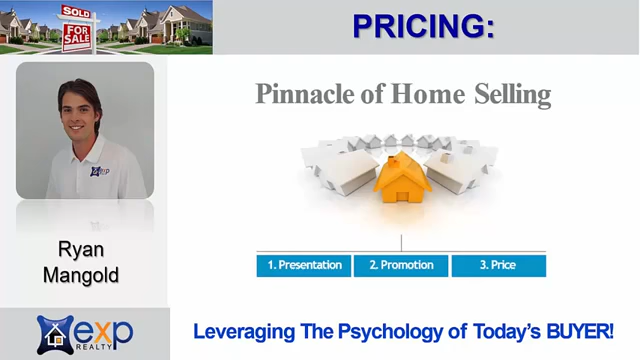 SOLD
FOR
SALE
PRICING:
Pinnacle of Home Selling
exp
Ryan
Mangold
1. Presentation
2. Promotion
3. Price
exp
REALTY
Leveraging The Psychology of Today's BUYER!